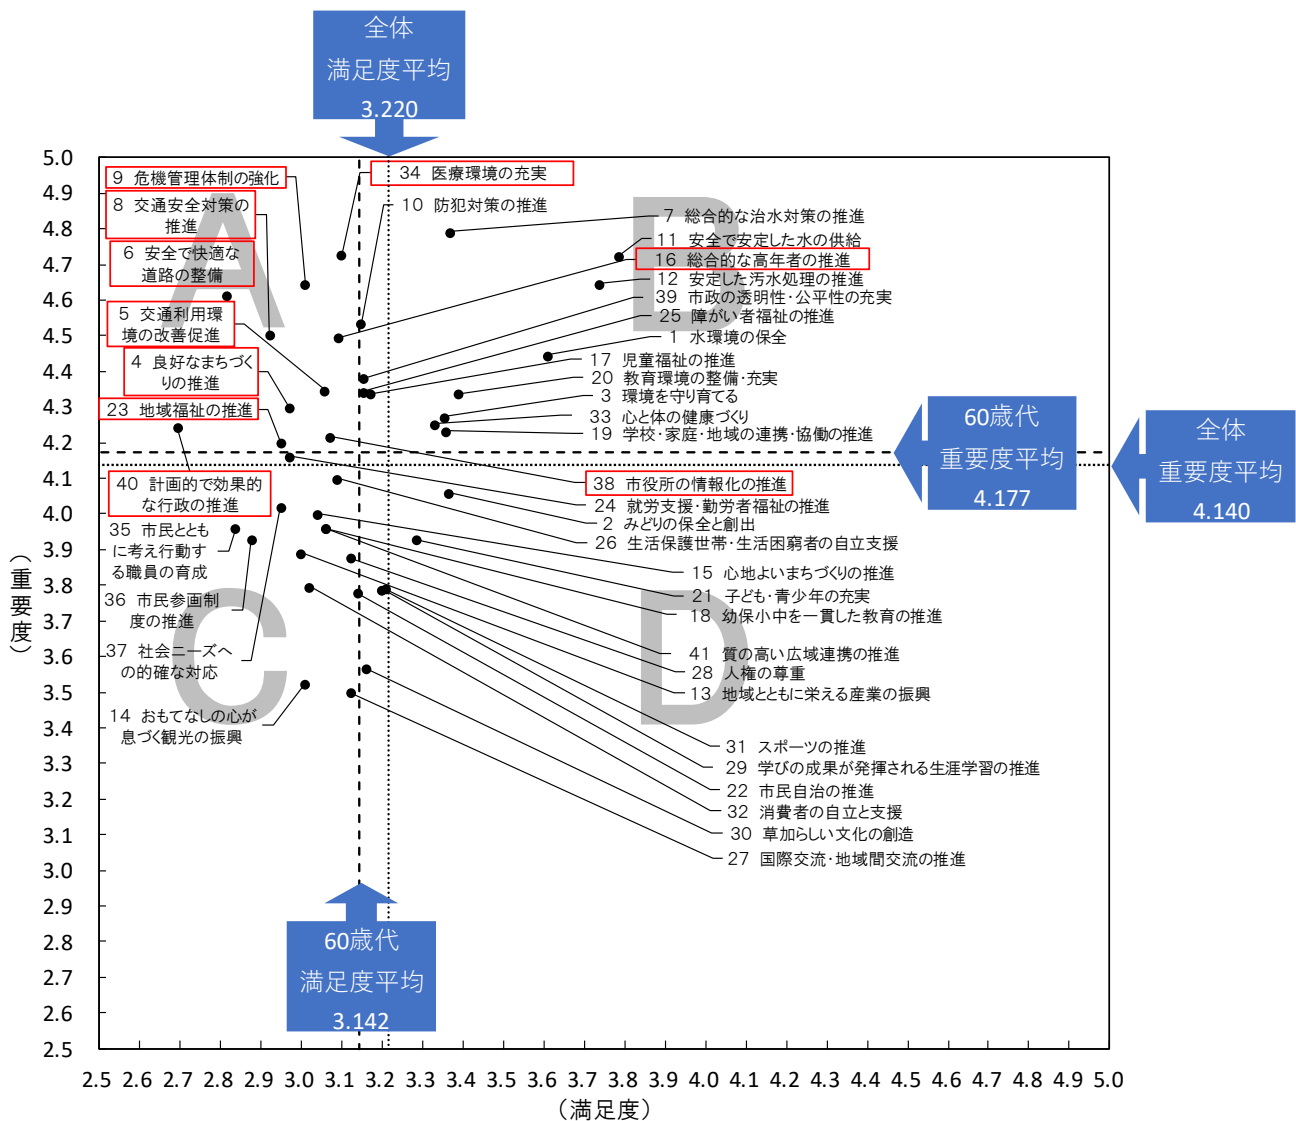 全体
満足度平均
3.220
5.0
4.9
4.8
4.7
4.6
4.5
4.4
4.3
4.2
4.1
4.0
3.9
3.8
3.7
3.6
3.5
3.4
3.3
3.2
3.1
3.0
2.9
2.8
2.7
2.6
2.5
（重要度）
A
B
C
D
9 危機管理体制の強化
8 交通安全対策の
推進
6 安全で快適な
道路の整備
5 交通利用環
境の改善促進
4 良好なまちづく
りの推進
23 地域福祉の推進
40 計画的で効果的
な行政の推進
35 市民ととも
に考え行動す
る職員の育成
36 市民参画制
度の推進
37 社会ニーズへ
の的確な対応
14 おもてなしの心が
息づく観光の振興
34 医療環境の充実
10 防犯対策の推進
7 総合的な治水対策の推進
11 安全で安定した水の供給
16 総合的な高年者の推進
12 安定した汚水処理の推進
39 市政の透明性・公平性の充実
25 障がい者福祉の推進
1 水環境の保全
17 児童福祉の推進
20 教育環境の整備・充実
3 環境を守り育てる
33 心と体の健康づくり
19 学校・家庭・地域の連携・協働の推進
38 市役所の情報化の推進
24 就労支援・勤労者福祉の推進
2 みどりの保全と創出
26 生活保護世帯・生活困窮者の自立支援
15 心地よいまちづくりの推進
21 子ども・青少年の充実
18 幼保小中を一貫した教育の推進
41 質の高い広域連携の推進
28 人権の尊重
13 地域とともに栄える産業の振興
31 スポーツの推進
29 学びの成果が発揮される生涯学習の推進
22 市民自治の推進
32 消費者の自立と支援
30 草加らしい文化の創造
27 国際交流・地域間交流の推進
60歳代
重要度平均
4.177
全体
重要度平均
4.140
60歳代
満足度平均
3.142
2.5 2.6 2.7 2.8 2.9 3.0 3.1 3.2 3.3 3.4 3.5 3.6 3.7 3.8 3.9 4.0 4.1 4.2 4.3 4.4 4.5 4.6 4.7 4.8 4.9 5.0
（満足度）